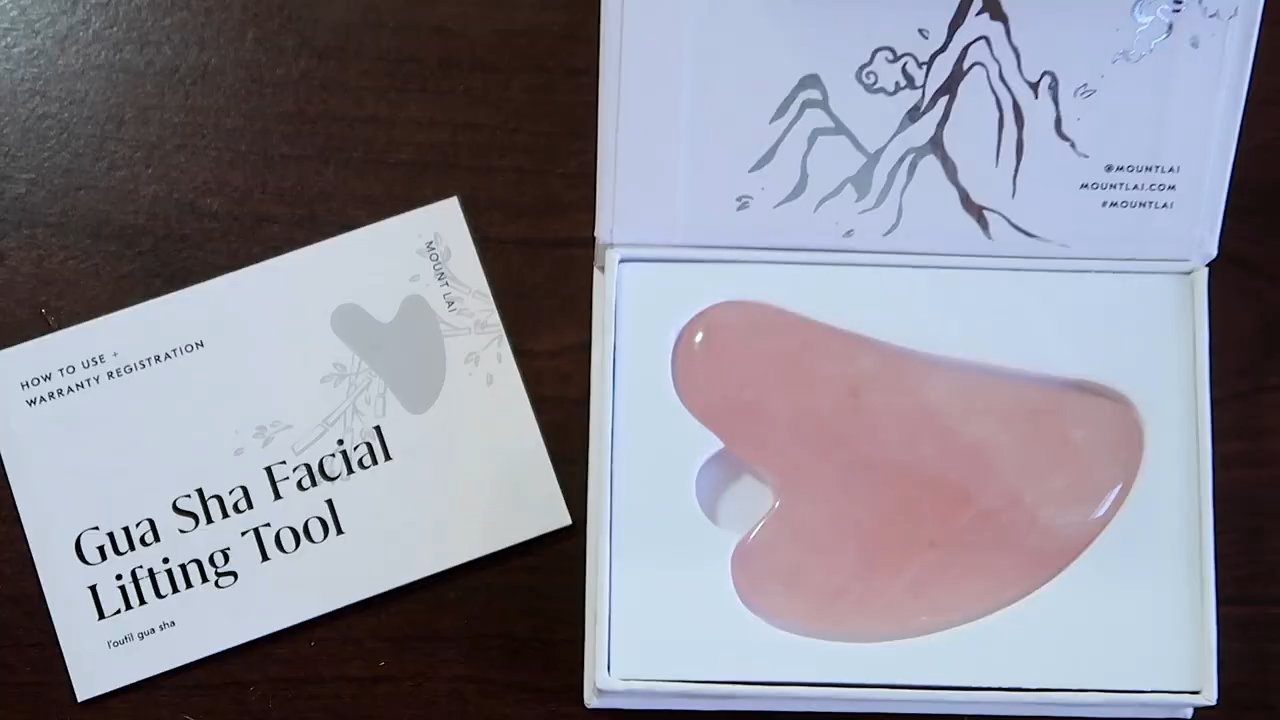 HOW TO USE +
WARRANTY REGISTRATION
MOUNT LAI
Gua Sha Facial
Lifting Tool
l'outil gua sha
@MOUNTLAI
MOUNTLAI.COM
#MOUNTLAI